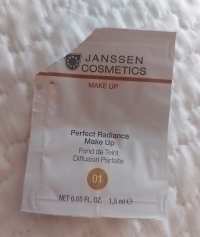 JANSSEN
COSMETICS
MAKE UP
Perfect Radiance
Make Up
Fond de Teint
Diffusion Parfaite
01
NET 0.05 FL. OZ. 1,5 ml e